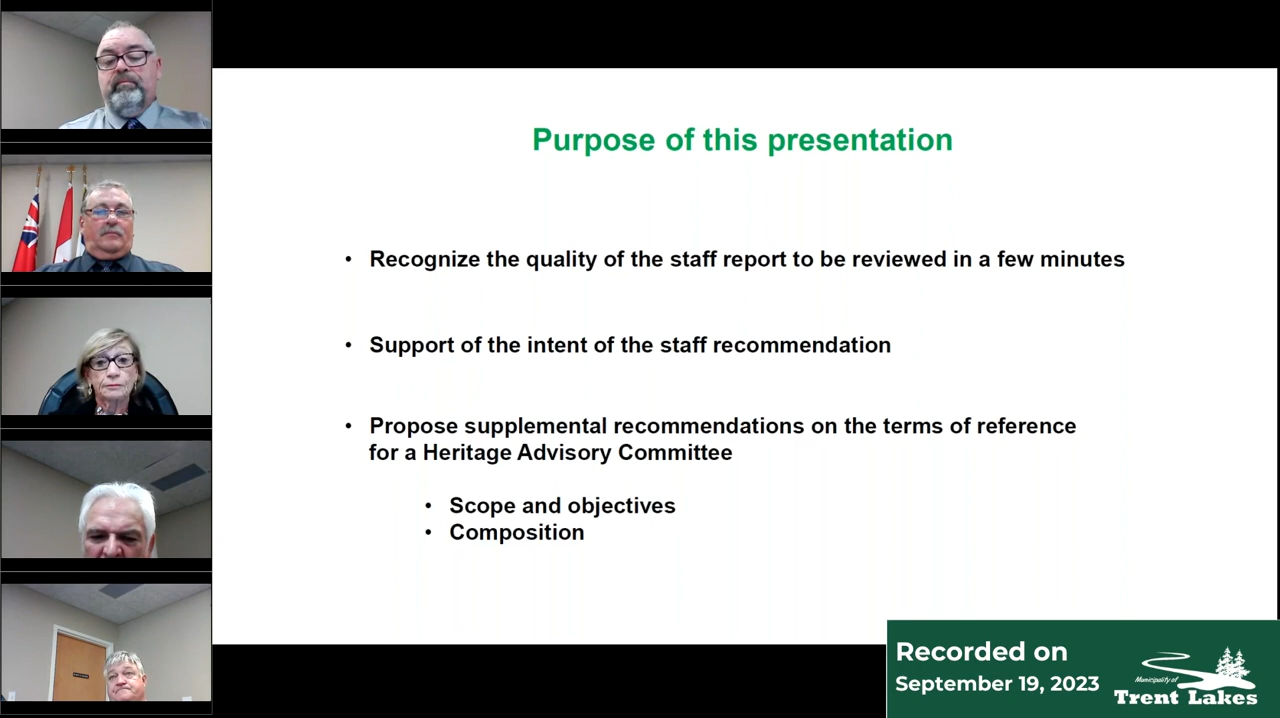 Purpose of this presentation
• Recognize the quality of the staff report to be reviewed in a few minutes
• Support of the intent of the staff recommendation
• Propose supplemental recommendations on the terms of reference
for a Heritage Advisory Committee
• Scope and objectives
• Composition
Recorded on
September 19, 2023
Municipality of
Trent Lakes